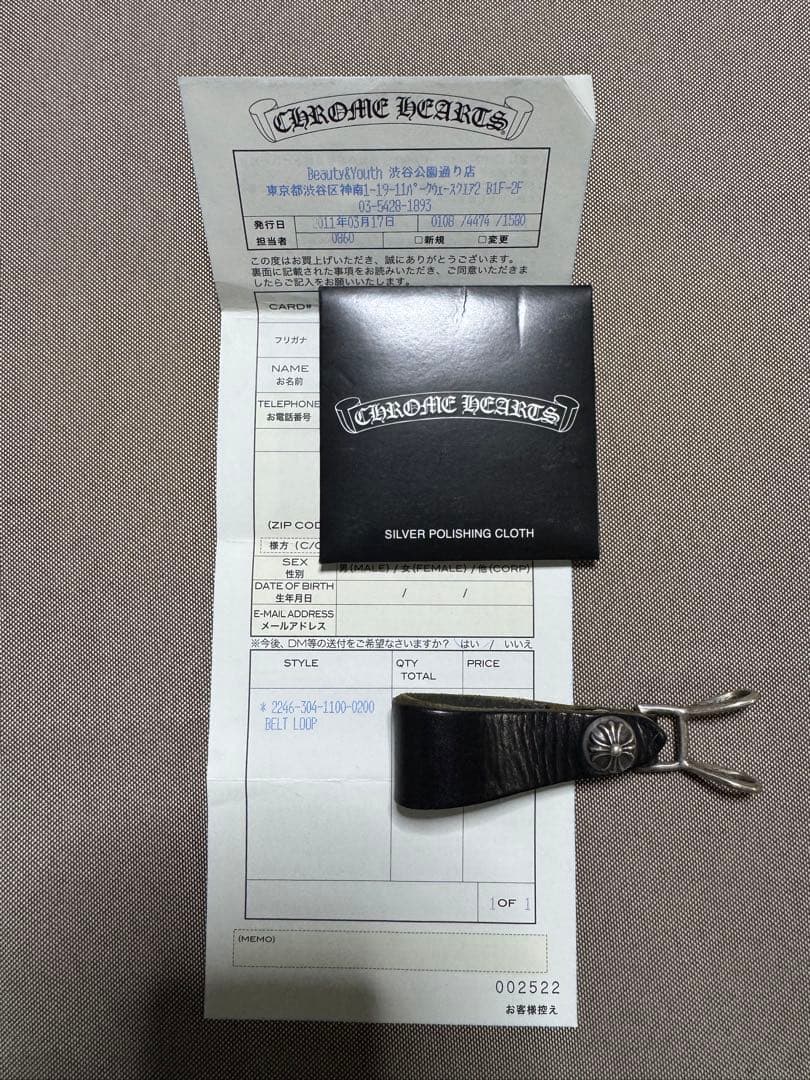 CHROME HEARTS
Beauty&Youth 渋谷公園通り店
東京都渋谷区神南1-19-11ﾊﾟｰｸｳｪｰｽｸｴｱ2 B1F-2F
03-5428-1893
発行日 2011年03月17日 0108 /4474 /1580
担当者 0860 □新規 □変更
この度はお買上げいただき、誠にありがとうございます。
裏面に記載された事項をお読みいただき、ご同意いただきま
したらご記入をお願いいたします。
CARD#
フリガナ
NAME
お名前
TELEPHONE
お電話番号
CHROME HEARTS
SILVER POLISHING CLOTH
(ZIP COD
様方 (C/O
SEX
性別
男(MALE) / 女(FEMALE) / 他(CORP)
DATE OF BIRTH
生年月日
/ /
E-MAIL ADDRESS
メールアドレス
※今後、DM等の送付をご希望なさいますか? はい / いいえ
STYLE QTY TOTAL PRICE
* 2246-304-1100-0200
BELT LOOP
1 OF 1
(MEMO)
002522
お客様控え